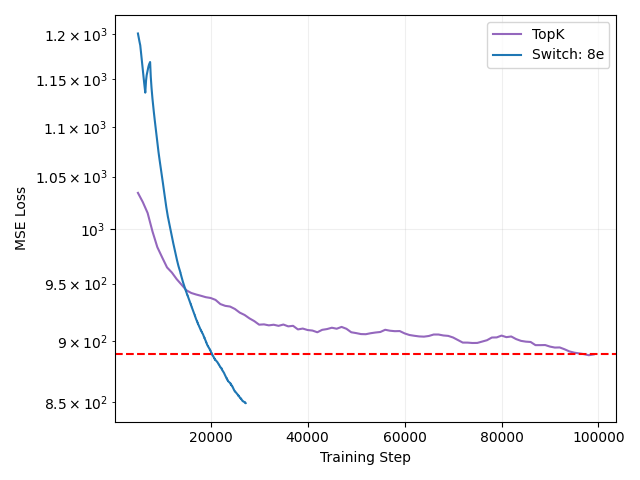 TopK
Switch: 8e
1.2 × 10³
1.15 × 10³
1.1 × 10³
1.05 × 10³
10³
9.5 × 10²
9 × 10²
8.5 × 10²
MSE Loss
20000 40000 60000 80000 100000
Training Step